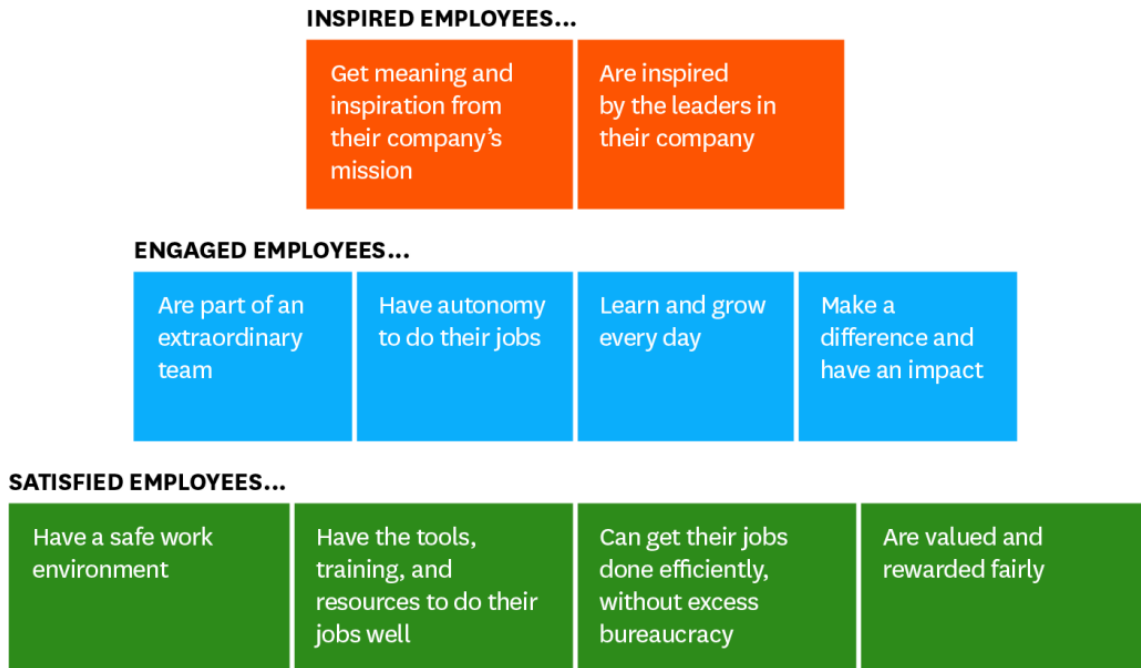 INSPIRED EMPLOYEES...
Get meaning and
inspiration from
their company’s
mission
Are inspired
by the leaders in
their company
ENGAGED EMPLOYEES...
Are part of an
extraordinary
team
Have autonomy
to do their jobs
Learn and grow
every day
Make a
difference and
have an impact
SATISFIED EMPLOYEES...
Have a safe work
environment
Have the tools,
training, and
resources to do their
jobs well
Can get their jobs
done efficiently,
without excess
bureaucracy
Are valued and
rewarded fairly